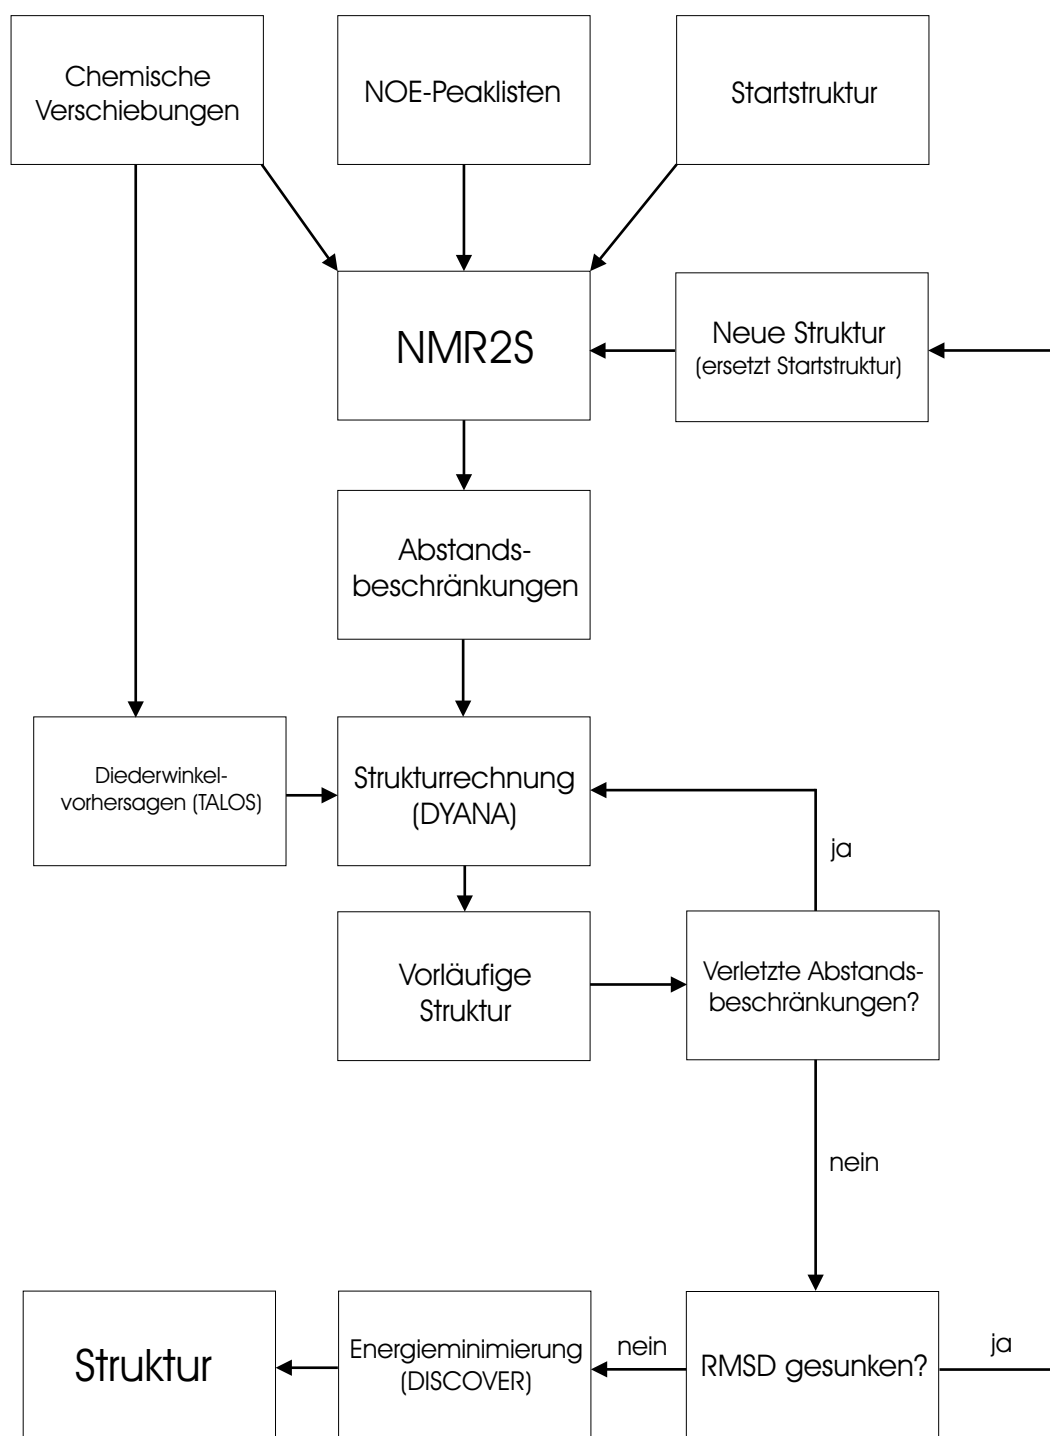 Chemische
Verschiebungen
NOE-Peaklisten
Startstruktur
NMR2S
Neue Struktur
(ersetzt Startstruktur)
Abstands-
beschränkungen
Diederwinkel-
vorhersagen (TALOS)
Strukturrechnung
(DYANA)
ja
Vorläufige
Struktur
Verletzte Abstands-
beschränkungen?
nein
Struktur
Energieminimierung
(DISCOVER)
nein
RMSD gesunken?
ja